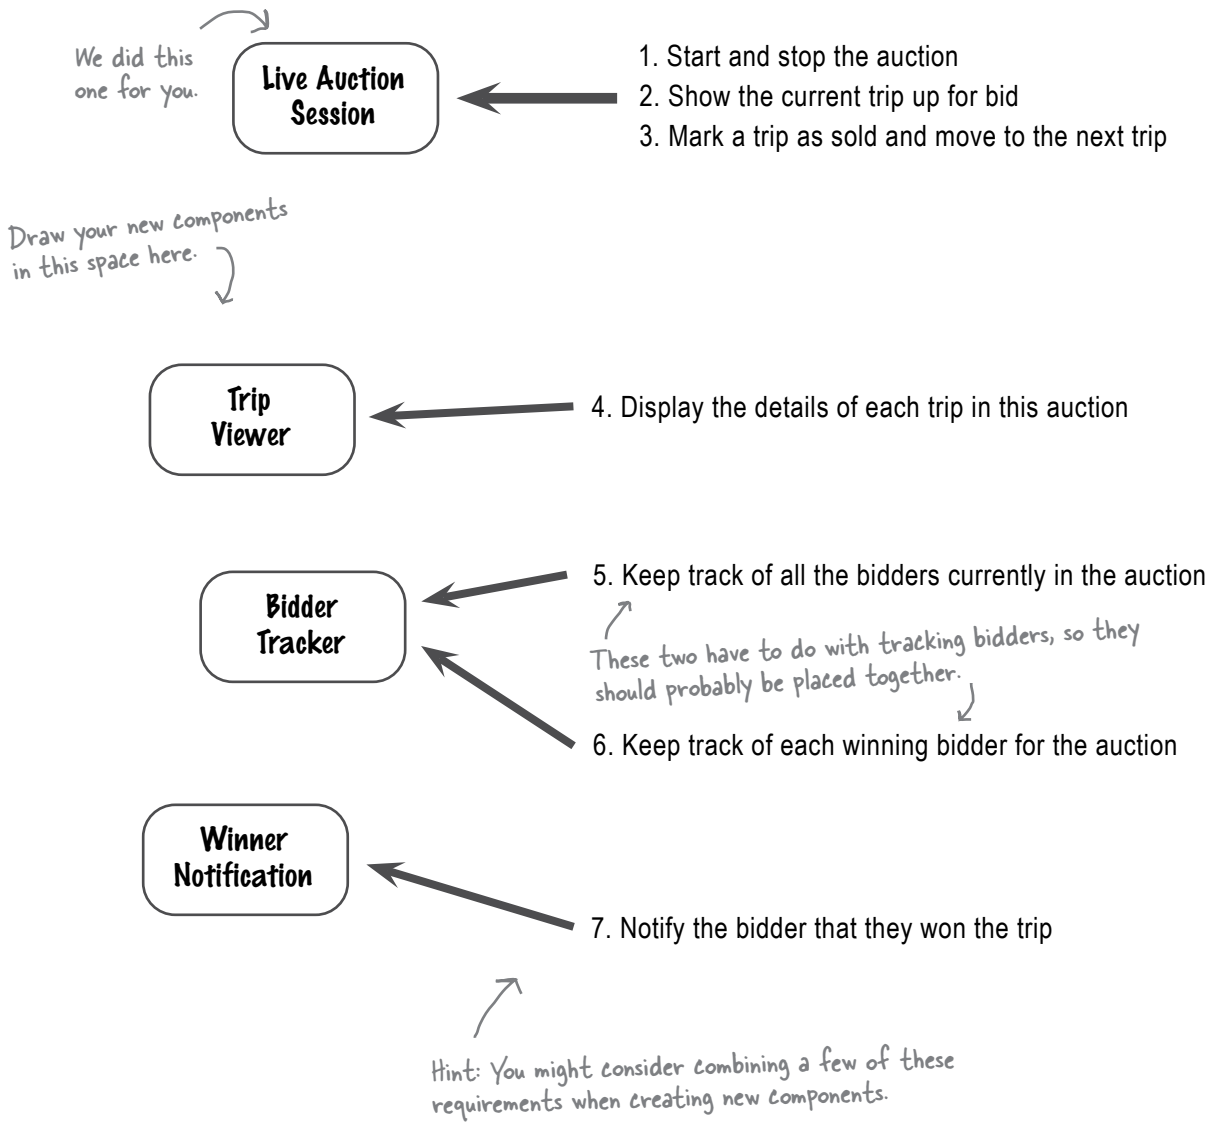 We did this
one for you.
Live Auction
Session
1. Start and stop the auction
2. Show the current trip up for bid
3. Mark a trip as sold and move to the next trip
Draw your new components
in this space here.
Trip
Viewer
4. Display the details of each trip in this auction
Bidder
Tracker
5. Keep track of all the bidders currently in the auction
These two have to do with tracking bidders, so they
should probably be placed together.
6. Keep track of each winning bidder for the auction
Winner
Notification
7. Notify the bidder that they won the trip
Hint: You might consider combining a few of these
requirements when creating new components.